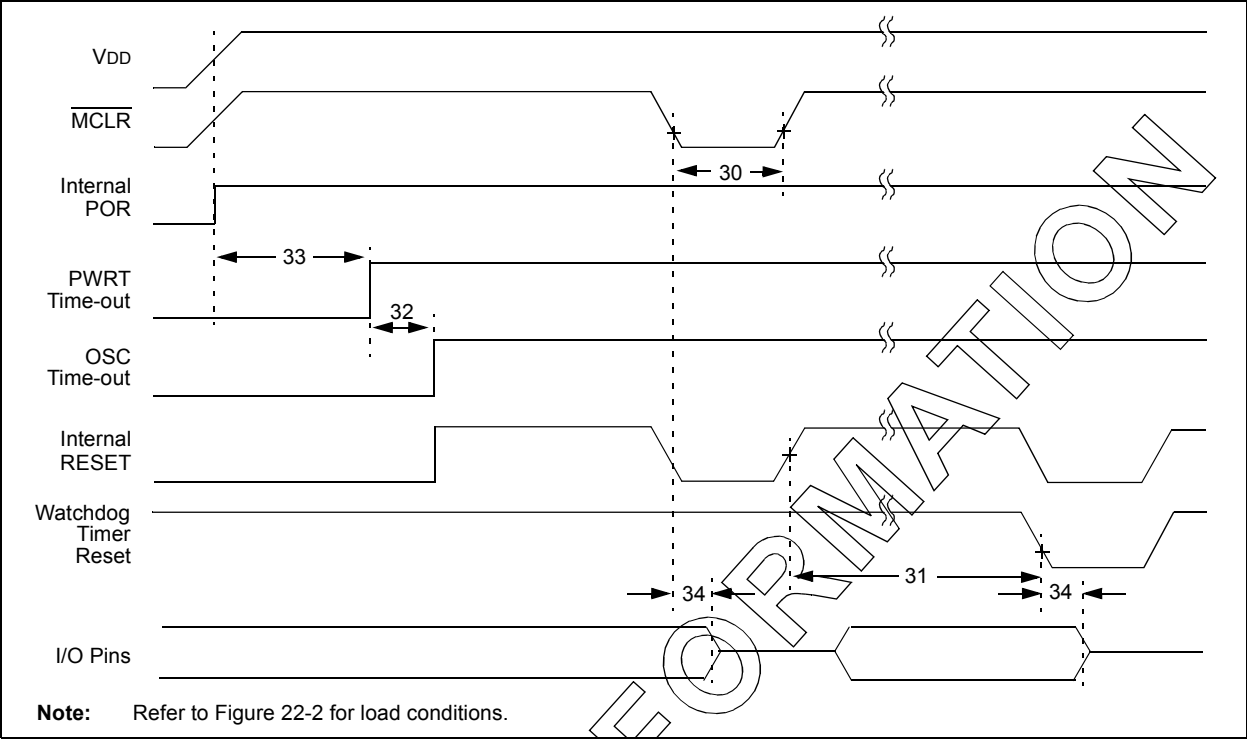 VDD
MCLR
Internal
POR
30
33
PWRT
Time-out
32
OSC
Time-out
Internal
RESET
Watchdog
Timer
Reset
31
34
34
I/O Pins
Note: Refer to Figure 22-2 for load conditions.
FORMATION